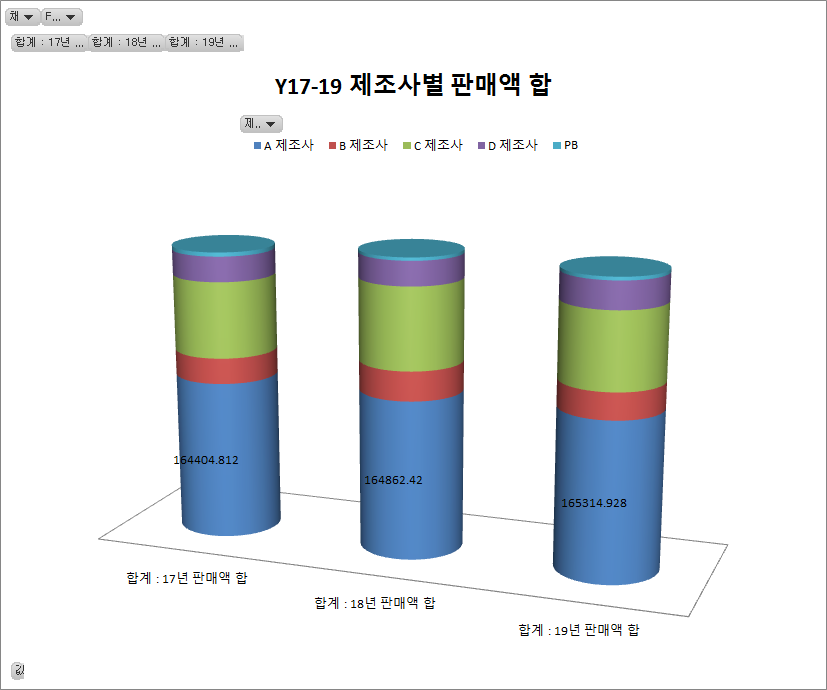 채 F...
합계 : 17년 ... 합계 : 18년 ... 합계 : 19년 ...
Y17-19 제조사별 판매액 합
제..
A 제조사 B 제조사 C 제조사 D 제조사 PB
164404.812
164862.42
165314.928
합계 : 17년 판매액 합
합계 : 18년 판매액 합
합계 : 19년 판매액 합